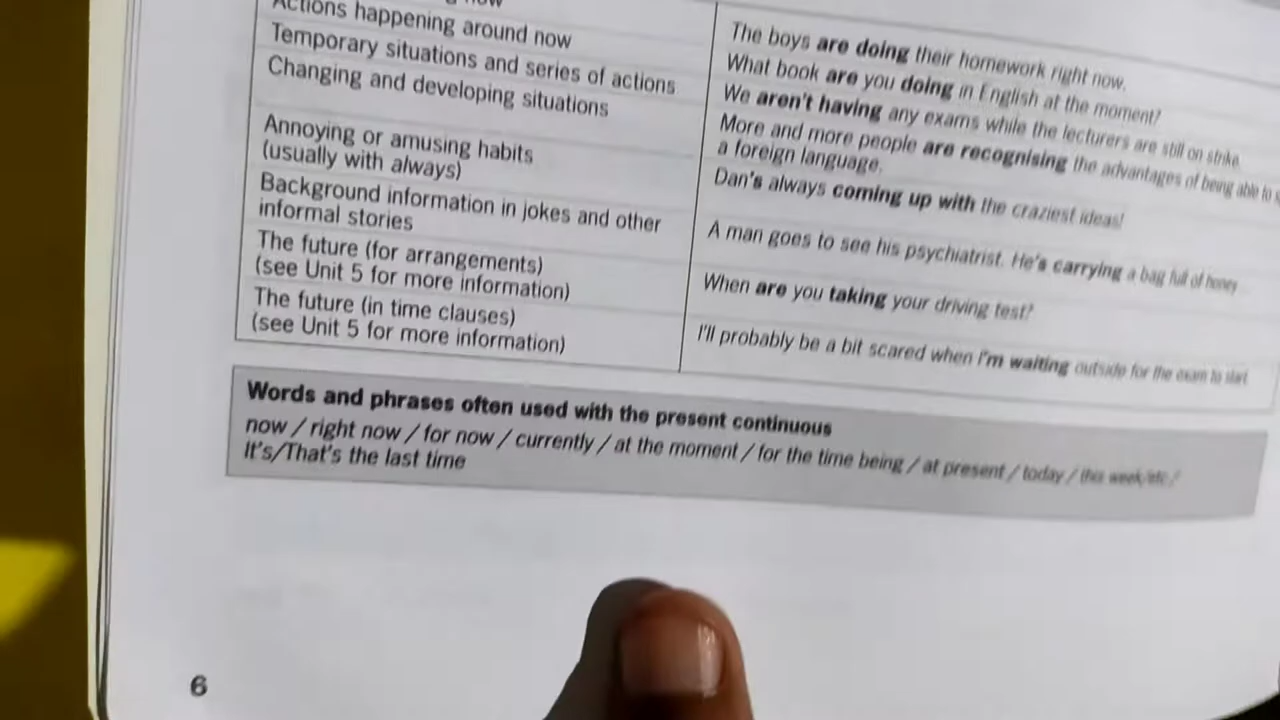 now
Actions happening around now
Temporary situations and series of actions
Changing and developing situations
Annoying or amusing habits
(usually with always)
Background information in jokes and other
informal stories
The future (for arrangements)
(see Unit 5 for more information)
The future (in time clauses)
(see Unit 5 for more information)
The boys are doing their homework right now.
What book are you doing in English at the moment?
We aren't having any exams while the lecturers are still on strike.
More and more people are recognising the advantages of being able to
a foreign language.
Dan's always coming up with the craziest ideas!
A man goes to see his psychiatrist. He's carrying a bag full of honey
When are you taking your driving test?
I'll probably be a bit scared when I'm waiting outside for the exam to start.
Words and phrases often used with the present continuous
now / right now / for now / currently / at the moment / for the time being / at present / today / this week/etc /
It's/That's the last time
6